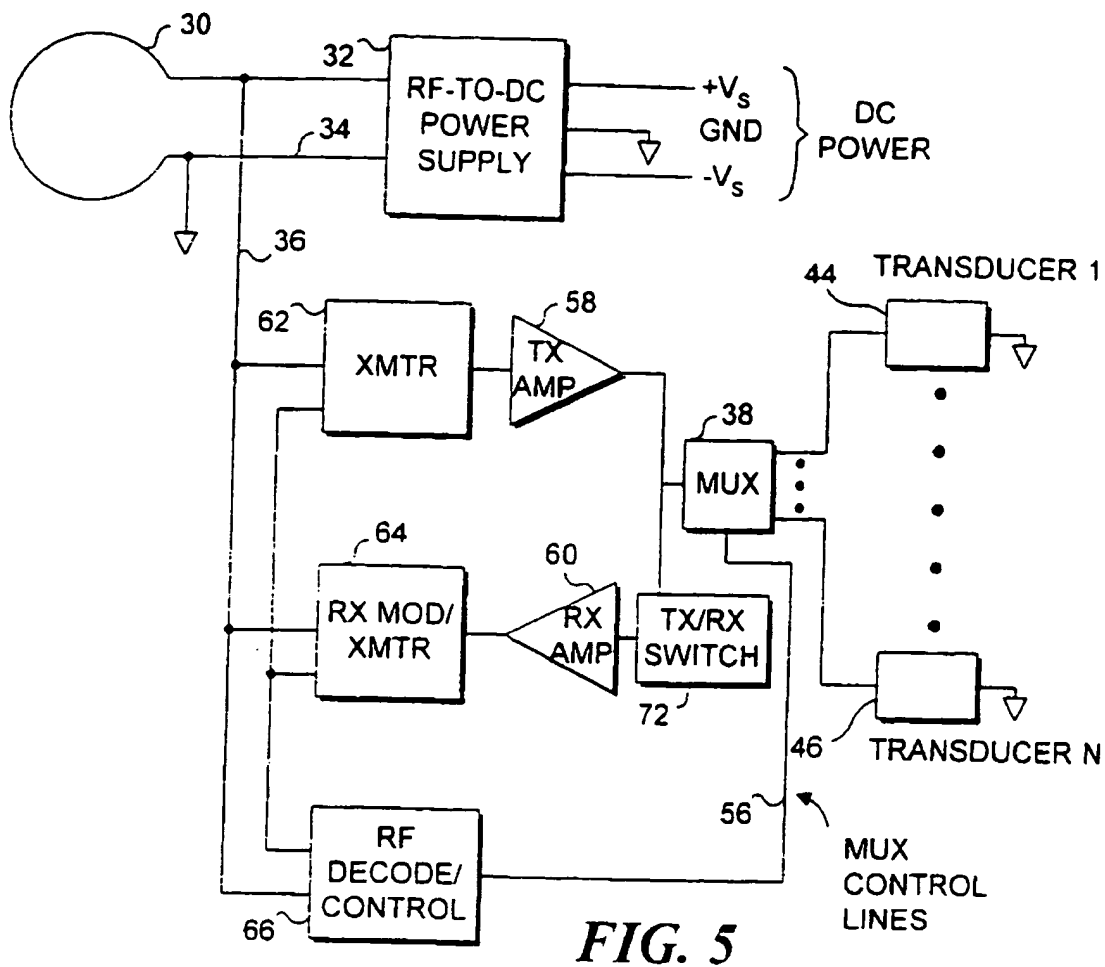 30
32
RF-TO-DC
POWER
SUPPLY
+Vs
GND
-Vs
DC
POWER
34
36
62
XMTR
58
TX
AMP
38
MUX
44
TRANSDUCER 1
64
RX MOD/
XMTR
60
RX
AMP
TX/RX
SWITCH
72
46
TRANSDUCER N
56
MUX
CONTROL
LINES
RF
DECODE/
CONTROL
66
FIG. 5